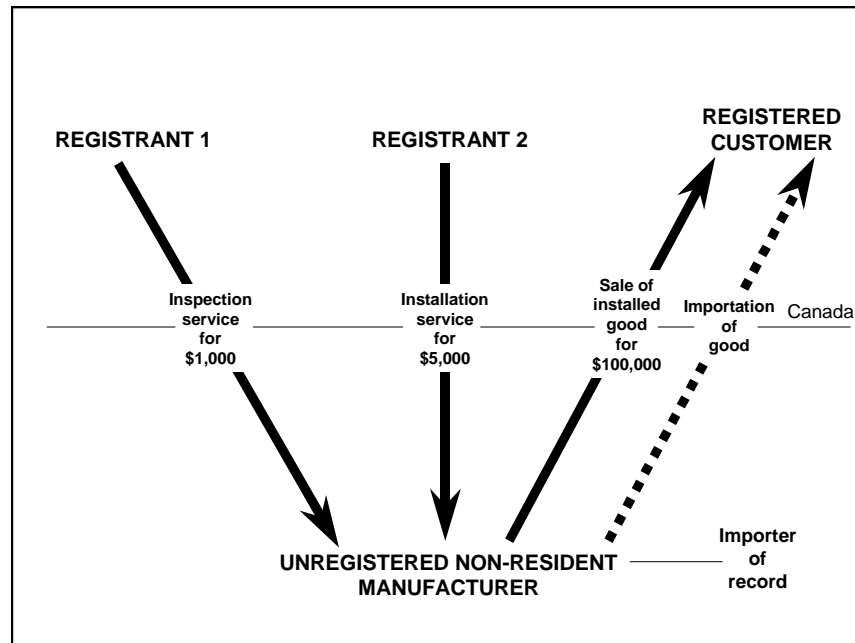 REGISTRANT 1
REGISTRANT 2
REGISTERED
CUSTOMER
Inspection
service
for
$1,000
Installation
service
for
$5,000
Sale of
installed
good
for
$100,000
Importation
of
good
Canada
UNREGISTERED NON-RESIDENT
MANUFACTURER
Importer
of
record